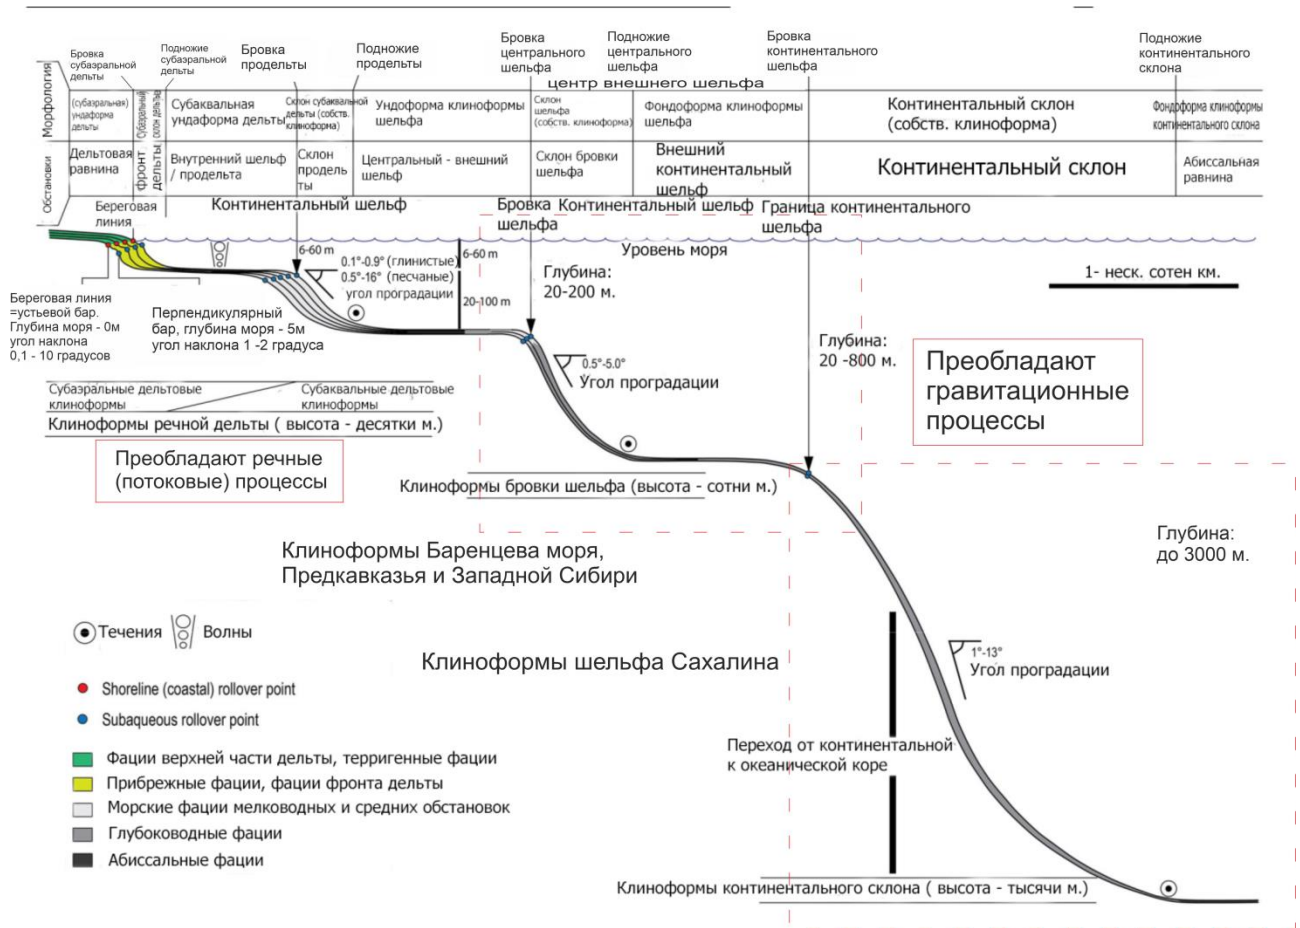 Бровка
субаэральной
дельты
Подножие
субаэральной
дельты
Бровка
продельты
Подножие
продельты
Бровка
центрального
шельфа
Подножие
центрального
шельфа
Бровка
континентального
шельфа
Подножие
континентального
склона
центр внешнего шельфа
Морфология
(субаэральная)
ундаформа
дельты
Субаэральный
склон дельты
Субаквальная
ундаформа дельты
Склон субаквальной
дельты (собств.
клиноформа)
Ундоформа клиноформы
шельфа
Склон
шельфа
(собств. клиноформа)
Фондоформа клиноформы
шельфа
Континентальный склон
(собств. клиноформа)
Фондоформа клиноформы
континентального склона
Обстановки
Дельтовая
равнина
фронт
дельты
Внутренний шельф
/ продельта
Склон
продель
ты
Центральный - внешний
шельф
Склон бровки
шельфа
Внешний
континентальный
шельф
Континентальный склон
Абиссальная
равнина
Береговая
линия
Континентальный шельф
Бровка
шельфа
Континентальный шельф
Граница континентального
шельфа
Уровень моря
6-60 m
0.1°-0.9° (глинистые)
0.5°-16° (песчаные)
угол проградации
6-60 m
20-100 m
Глубина:
20-200 м.
1- неск. сотен км.
Береговая линия
=устьевой бар.
Глубина моря - 0м
угол наклона
0,1 - 10 градусов
Перпендикулярный
бар, глубина моря - 5м
угол наклона 1 -2 градуса
0.5°-5.0°
Угол проградации
Глубина:
20 -800 м.
Преобладают
гравитационные
процессы
Субаэральные дельтовые
клиноформы
Субаквальные дельтовые
клиноформы
Клиноформы речной дельты ( высота - десятки м.)
Преобладают речные
(потоковые) процессы
Клиноформы бровки шельфа (высота - сотни м.)
Глубина:
до 3000 м.
Клиноформы Баренцева моря,
Предкавказья и Западной Сибири
Течения
Волны
Клиноформы шельфа Сахалина
1°-13°
Угол проградации
Shoreline (coastal) rollover point
Subaqueous rollover point
Переход от континентальной
к океанической коре
Фации верхней части дельты, терригенные фации
Прибрежные фации, фации фронта дельты
Морские фации мелководных и средних обстановок
Глубоководные фации
Абиссальные фации
Клиноформы континентального склона ( высота - тысячи м.)